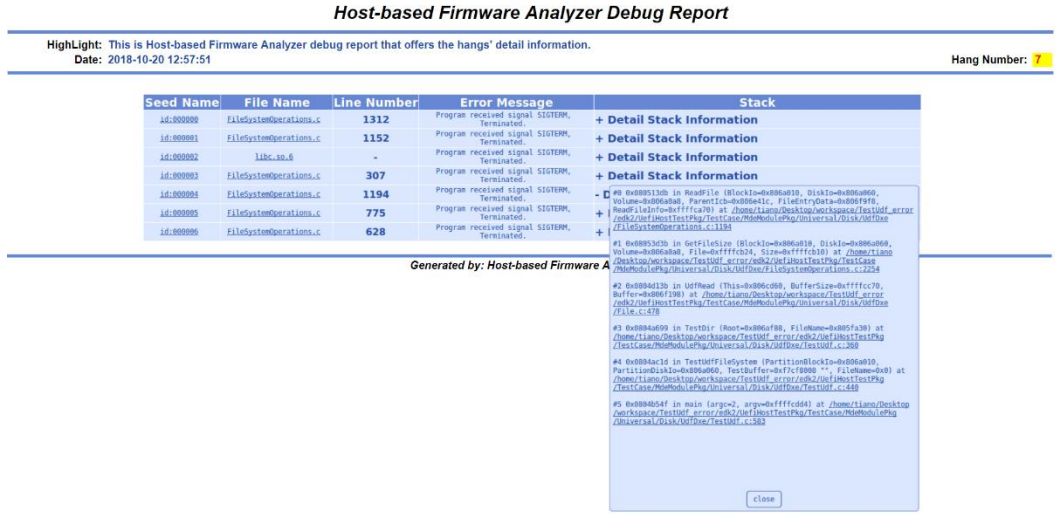 Host-based Firmware Analyzer Debug Report
HighLight: This is Host-based Firmware Analyzer debug report that offers the hangs' detail information.
Date: 2018-10-20 12:57:51
Hang Number: 7
Seed Name File Name Line Number Error Message Stack
id:000000 FileSystemOperations.c 1312 Program received signal SIGTERM, Terminated. + Detail Stack Information
id:000001 FileSystemOperations.c 1152 Program received signal SIGTERM, Terminated. + Detail Stack Information
id:000002 libc.so.6 - Program received signal SIGTERM, Terminated. + Detail Stack Information
id:000003 FileSystemOperations.c 307 Program received signal SIGTERM, Terminated. + Detail Stack Information
id:000004 FileSystemOperations.c 1194 Program received signal SIGTERM, Terminated. - D
id:000005 FileSystemOperations.c 775 Program received signal SIGTERM, Terminated. +
id:000006 FileSystemOperations.c 628 Program received signal SIGTERM, Terminated. +
#0 0x080513db in ReadFile (BlockIo=0x806a010, DiskIo=0x806a060,
Volume=0x806a0a8, ParentIcb=0x806e41c, FileEntryData=0x806f9f0,
ReadFileInfo=0xffffca70) at /home/tiano/Desktop/workspace/TestUdf_error
/edk2/UefiHostTestPkg/TestCase/MdeModulePkg/Universal/Disk/UdfDxe
/FileSystemOperations.c:1194
#1 0x08053d3b in GetFileSize (BlockIo=0x806a010, DiskIo=0x806a060,
Volume=0x806a0a8, File=0xffffcb24, Size=0xffffcb10) at /home/tiano
/Desktop/workspace/TestUdf_error/edk2/UefiHostTestPkg/TestCase
/MdeModulePkg/Universal/Disk/UdfDxe/FileSystemOperations.c:2254
#2 0x0804d13b in UdfRead (This=0x806cd60, BufferSize=0xffffcc70,
Buffer=0x806f198) at /home/tiano/Desktop/workspace/TestUdf_error
/edk2/UefiHostTestPkg/TestCase/MdeModulePkg/Universal/Disk/UdfDxe
/File.c:478
#3 0x0804a699 in TestDir (Root=0x806af88, FileName=0x805fa30) at
/home/tiano/Desktop/workspace/TestUdf_error/edk2/UefiHostTestPkg
/TestCase/MdeModulePkg/Universal/Disk/UdfDxe/TestUdf.c:360
#4 0x0804ac1d in TestUdfFileSystem (PartitionBlockIo=0x806a010,
PartitionDiskIo=0x806a060, TestBuffer=0xf7cf8008 "", FileName=0x0) at
/home/tiano/Desktop/workspace/TestUdf_error/edk2/UefiHostTestPkg
/TestCase/MdeModulePkg/Universal/Disk/UdfDxe/TestUdf.c:440
#5 0x0804b54f in main (argc=2, argv=0xffffcdd4) at /home/tiano/Desktop
/workspace/TestUdf_error/edk2/UefiHostTestPkg/TestCase/MdeModulePkg
/Universal/Disk/UdfDxe/TestUdf.c:583
close
Generated by: Host-based Firmware A